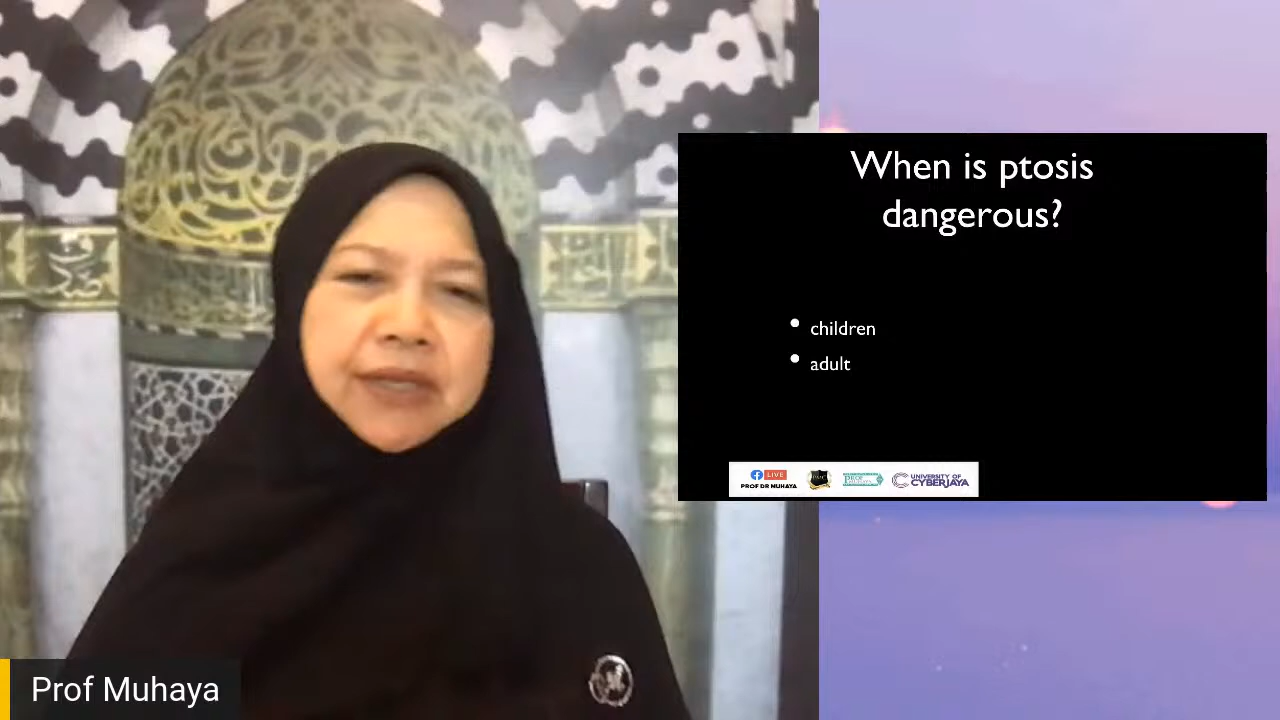 When is ptosis
dangerous?
children
adult
LIVE
PROF DR MUHAYA
UNIVERSITY OF
CYBERJAYA
Prof Muhaya